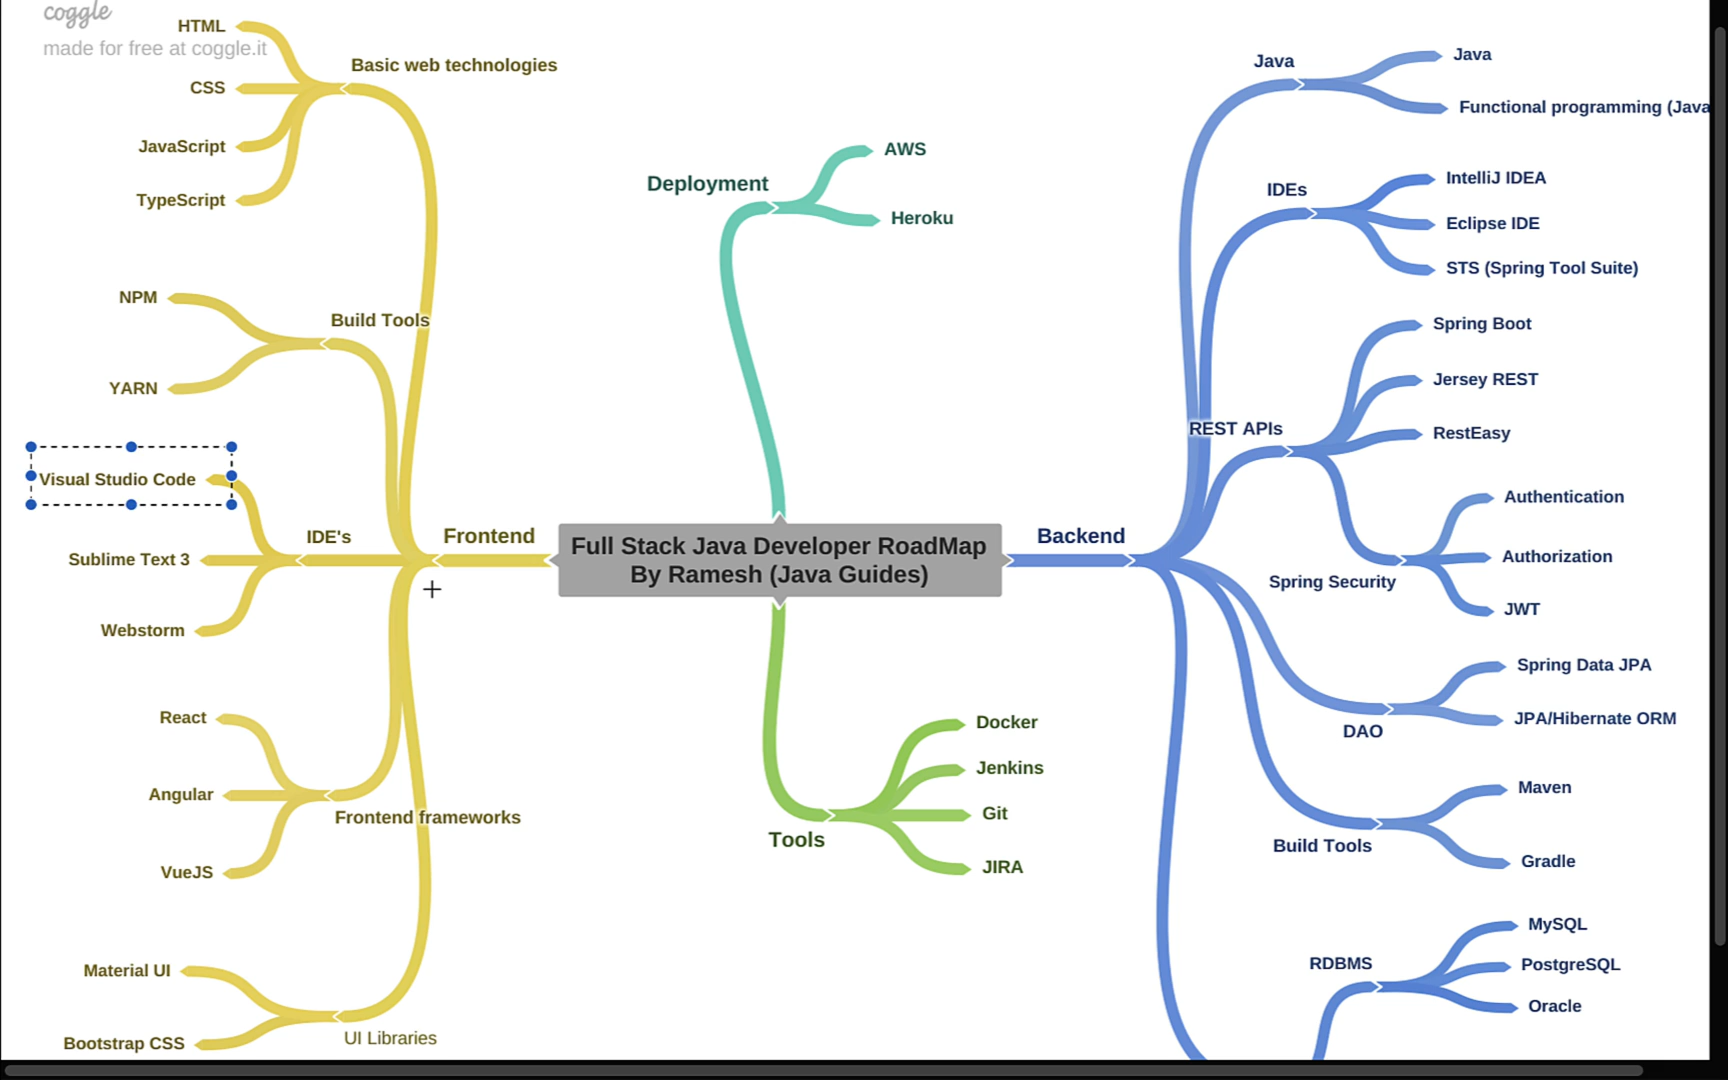 coggle
made for free at coggle.it
HTML
CSS
JavaScript
TypeScript
Basic web technologies
NPM
YARN
Build Tools
Visual Studio Code
Sublime Text 3
Webstorm
IDE's
Frontend
React
Angular
VueJS
Frontend frameworks
Material UI
Bootstrap CSS
UI Libraries
Deployment
AWS
Heroku
Full Stack Java Developer RoadMap
By Ramesh (Java Guides)
Tools
Docker
Jenkins
Git
JIRA
Backend
Java
Java
Functional programming (Java
IDEs
IntelliJ IDEA
Eclipse IDE
STS (Spring Tool Suite)
REST APIs
Spring Boot
Jersey REST
RestEasy
Spring Security
Authentication
Authorization
JWT
DAO
Spring Data JPA
JPA/Hibernate ORM
Build Tools
Maven
Gradle
RDBMS
MySQL
PostgreSQL
Oracle